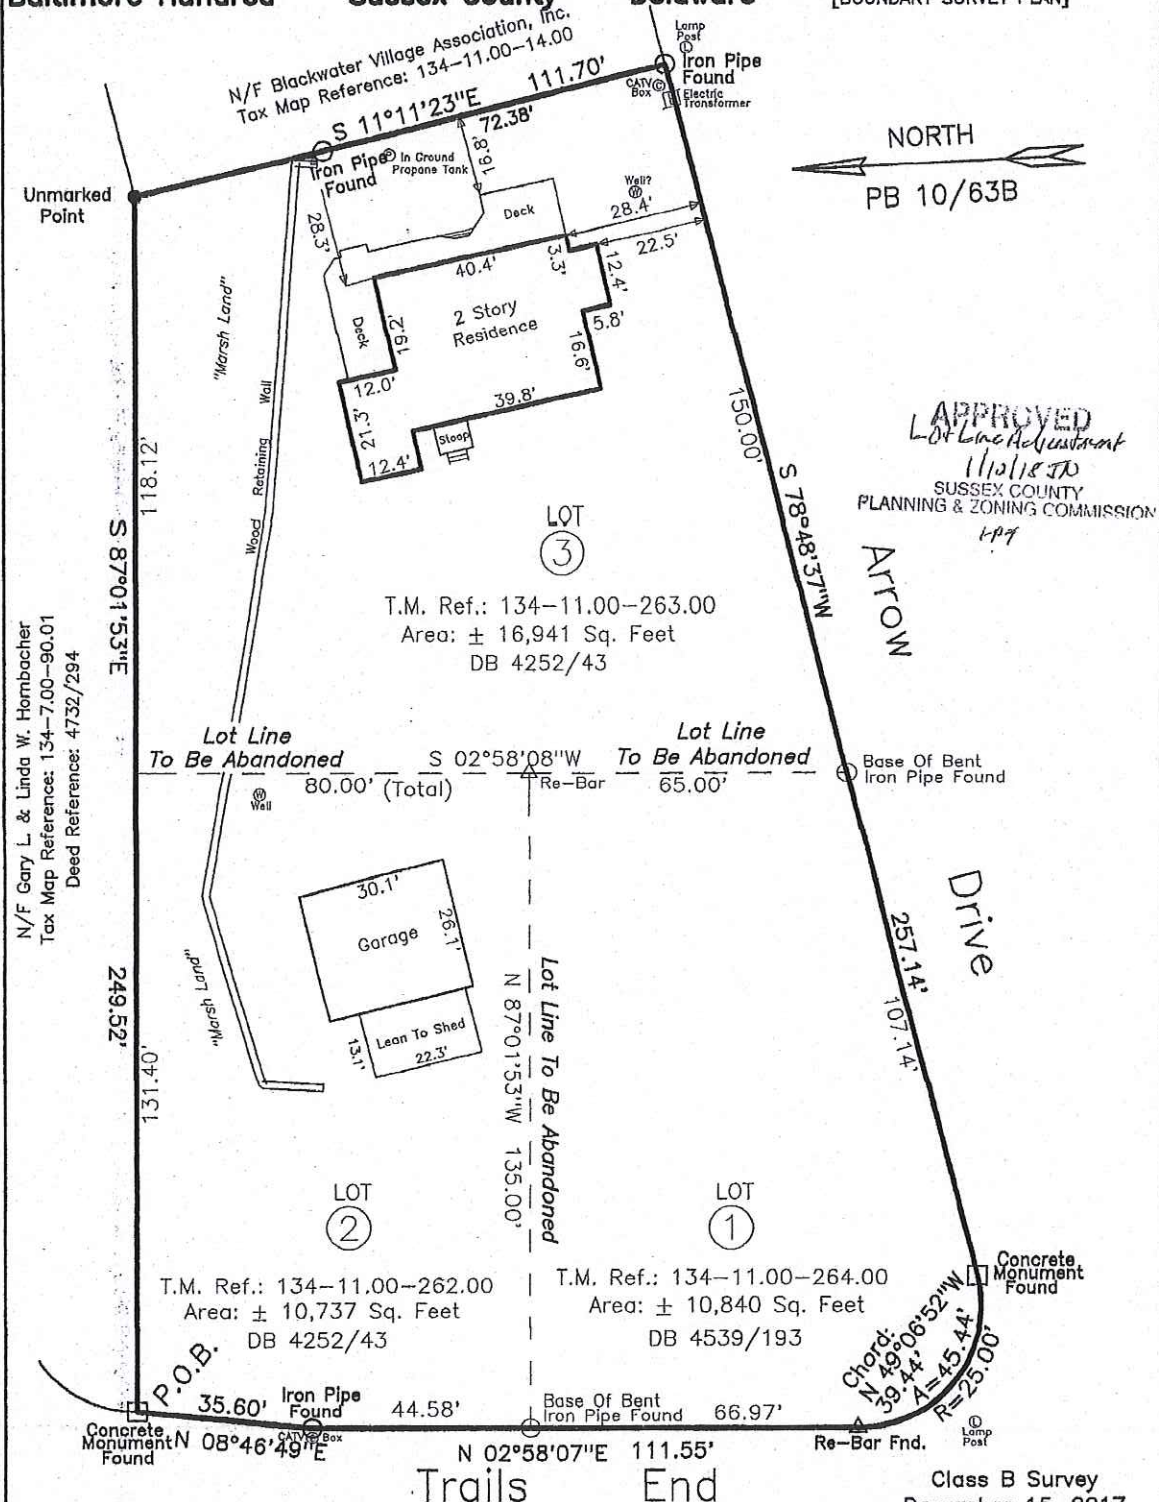 Baltimore Hundred Sussex County Delaware [BOUNDARY SURVEY PLAN]
N/F Blackwater Village Association, Inc.
Tax Map Reference: 134-11.00-14.00
S 11°11'23"E 111.70'
72.38'
Lamp
Post
L
Iron Pipe
Found
CATV C
Box
Electric
Transformer
NORTH
PB 10/63B
Unmarked
Point
Iron Pipe
Found
P In Ground
Propane Tank
19.8'
28.3'
Deck
Well?
W
28.4'
22.5'
40.4'
3.3'
12.4'
5.8'
16.6'
2 Story
Residence
Deck
19.2'
12.0'
21.3'
12.4'
39.8'
Stoop
"Marsh Land"
Wood Retaining Wall
118.12'
S 87°01'53"E
249.52'
131.40'
150.00'
S 78°48'37"W
APPROVED
Lot Line Adjustment
1/12/18 JN
SUSSEX COUNTY
PLANNING & ZONING COMMISSION
LOT
3
T.M. Ref.: 134-11.00-263.00
Area: ± 16,941 Sq. Feet
DB 4252/43
Arrow
Drive
N/F Gary L. & Linda W. Hombacher
Tax Map Reference: 134-7.00-90.01
Deed Reference: 4732/294
Lot Line
To Be Abandoned
S 02°58'08"W
Lot Line
To Be Abandoned
80.00' (Total)
Re-Bar
65.00'
Base Of Bent
Iron Pipe Found
W
Well
30.1'
26.1'
Garage
Lean To Shed
13.1'
22.3'
"Marsh Land"
Lot Line To Be Abandoned
N 87°01'53"W 135.00'
257.14'
107.14'
LOT
2
T.M. Ref.: 134-11.00-262.00
Area: ± 10,737 Sq. Feet
DB 4252/43
LOT
1
T.M. Ref.: 134-11.00-264.00
Area: ± 10,840 Sq. Feet
DB 4539/193
Concrete
Monument
Found
Chord:
N 49°06'52"W
39.44'
A=45.44'
R=25.00'
P.O.B.
35.60'
Iron Pipe
Found
44.58'
Base Of Bent
Iron Pipe Found
66.97'
Concrete
Monument
Found
N 08°46'49"E
CATV C Box
N 02°58'07"E 111.55'
Re-Bar Fnd.
L
Lamp
Post
Trails End
Class B Survey
December 15, 2017